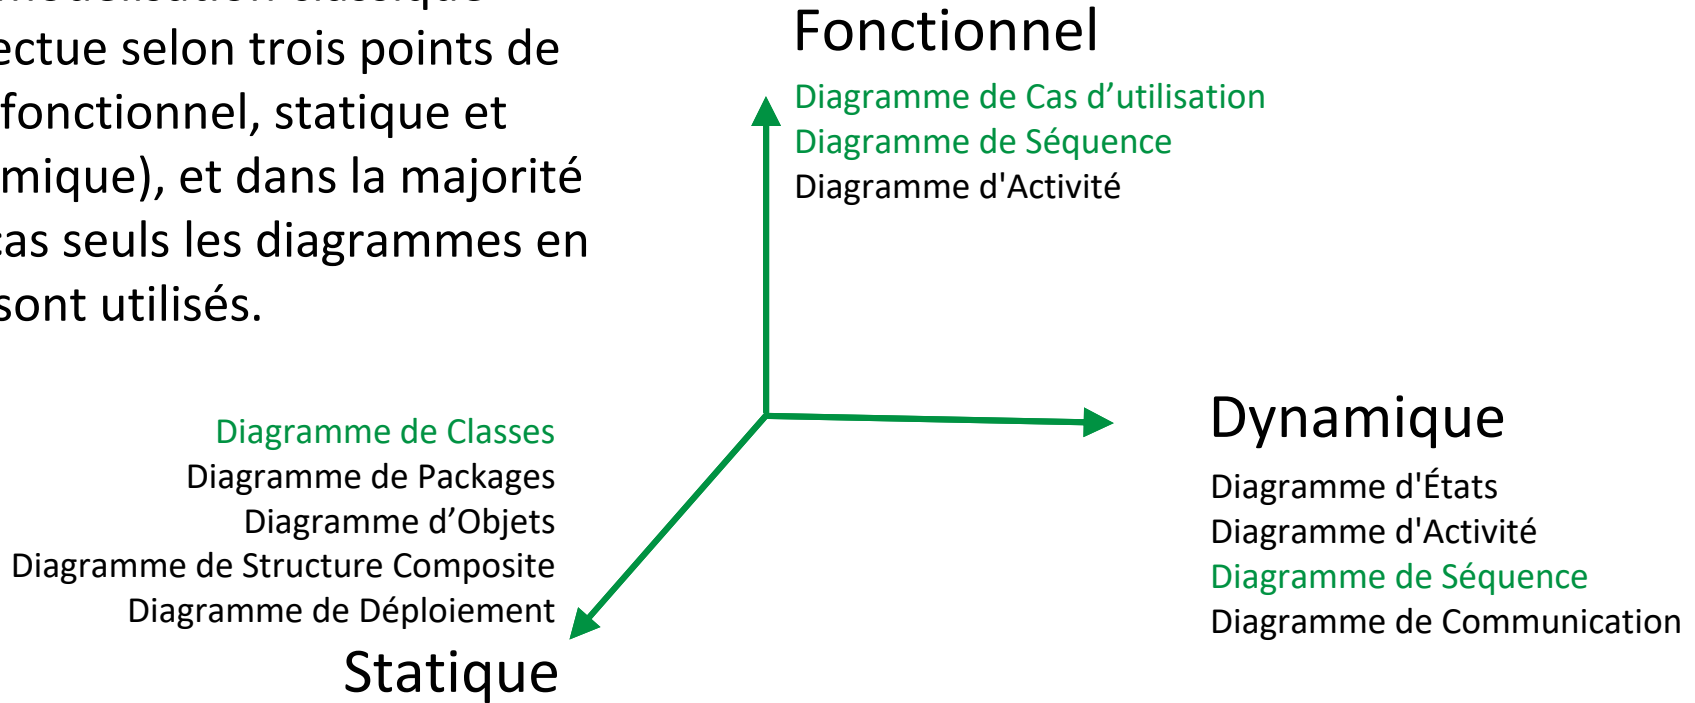 ectue selon trois points de
fonctionnel, statique et
mique), et dans la majorité
cas seuls les diagrammes en
sont utilisés.
Fonctionnel
Diagramme de Cas d’utilisation
Diagramme de Séquence
Diagramme d'Activité
Dynamique
Diagramme d'États
Diagramme d'Activité
Diagramme de Séquence
Diagramme de Communication
Diagramme de Classes
Diagramme de Packages
Diagramme d’Objets
Diagramme de Structure Composite
Diagramme de Déploiement
Statique